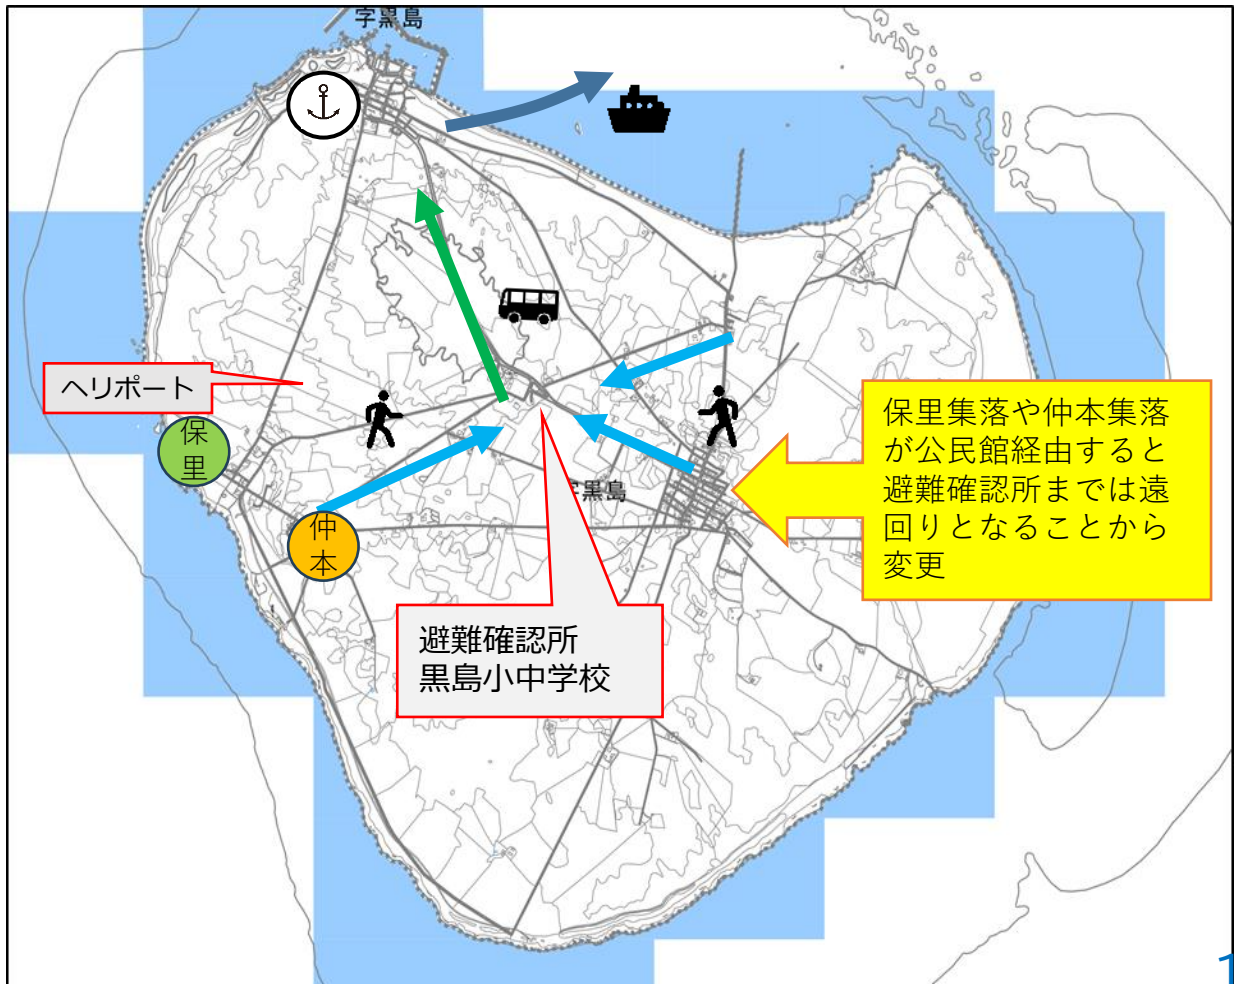 字黒島
ヘリポート
保
里
仲
本
字黒島
保里集落や仲本集落
が公民館経由すると
避難確認所までは遠
回りとなることから
変更
避難確認所
黒島小中学校
1